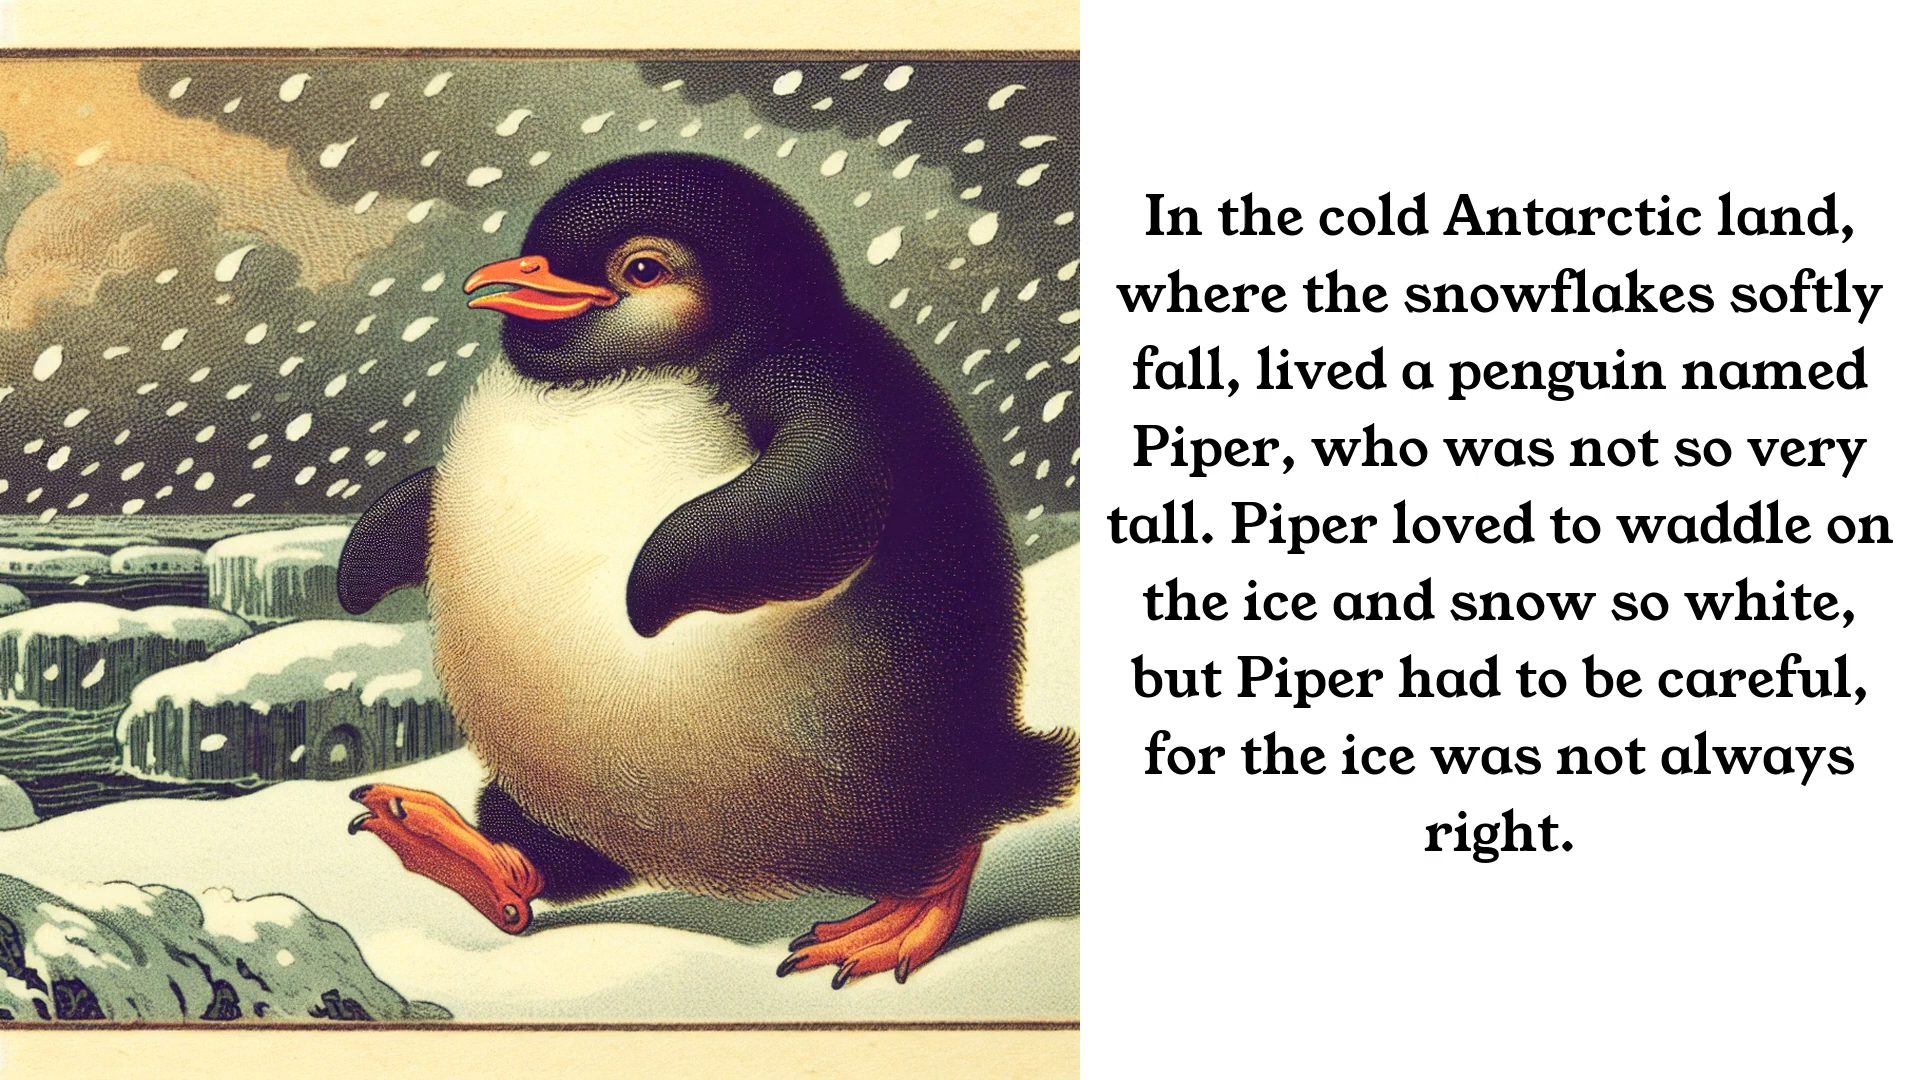 In the cold Antarctic land,
where the snowflakes softly
fall, lived a penguin named
Piper, who was not so very
tall. Piper loved to waddle on
the ice and snow so white,
but Piper had to be careful,
for the ice was not always
right.